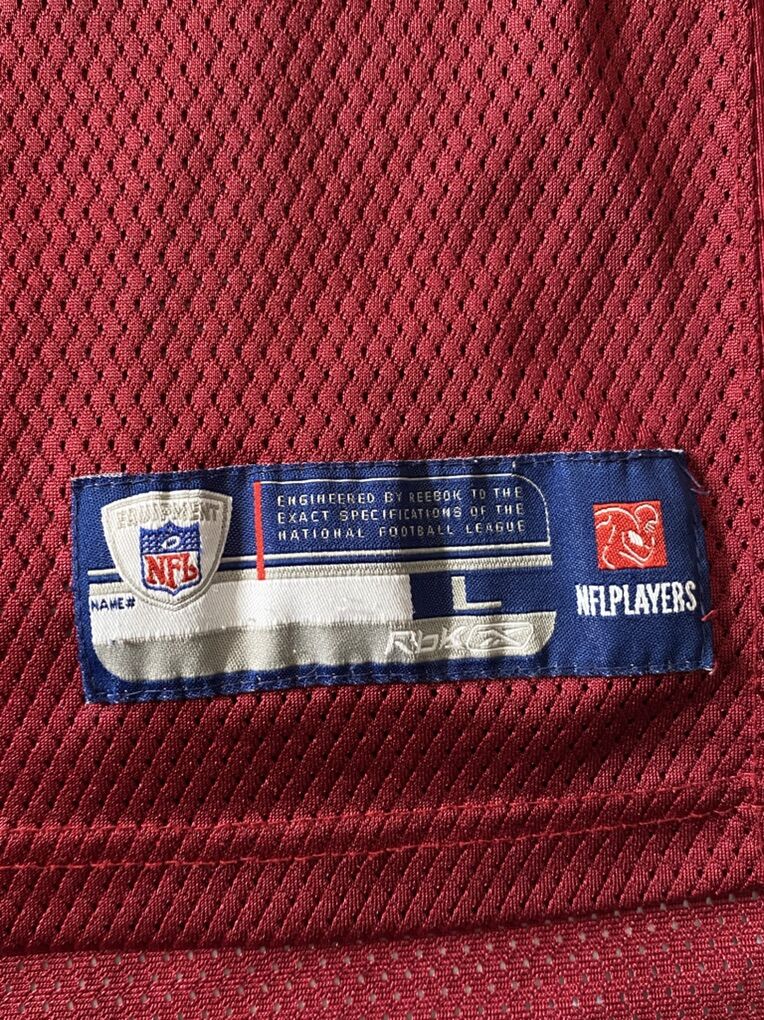 EQUIPMENT
NFL
ENGINEERED BY REEBOK TO THE
EXACT SPECIFICATIONS OF THE
NATIONAL FOOTBALL LEAGUE
NAME#
L
Rbk
NFLPLAYERS